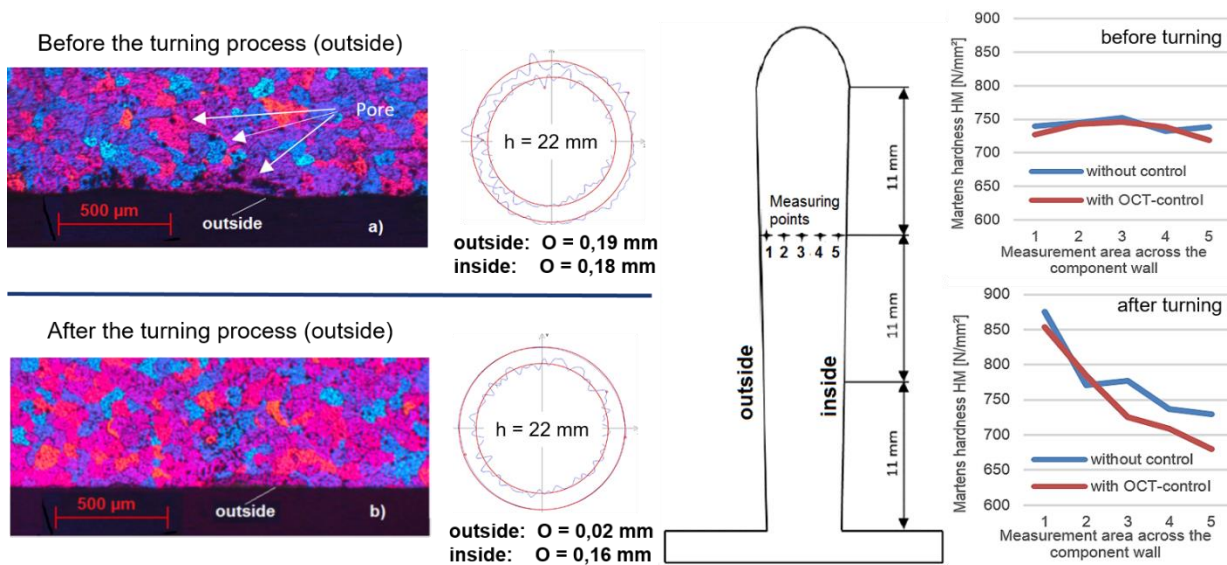 Before the turning process (outside)
Pore
500 µm
outside
a)
h = 22 mm
outside: O = 0,19 mm
inside: O = 0,18 mm
After the turning process (outside)
500 µm
outside
b)
h = 22 mm
outside: O = 0,02 mm
inside: O = 0,16 mm
Measuring
points
1 2 3 4 5
outside
inside
11 mm
11 mm
11 mm
before turning
Martens hardness HM [N/mm²]
900
850
800
750
700
650
600
without control
with OCT-control
1 2 3 4 5
Measurement area across the
component wall
after turning
Martens hardness HM [N/mm²]
900
850
800
750
700
650
600
without control
with OCT-control
1 2 3 4 5
Measurement area across the
component wall